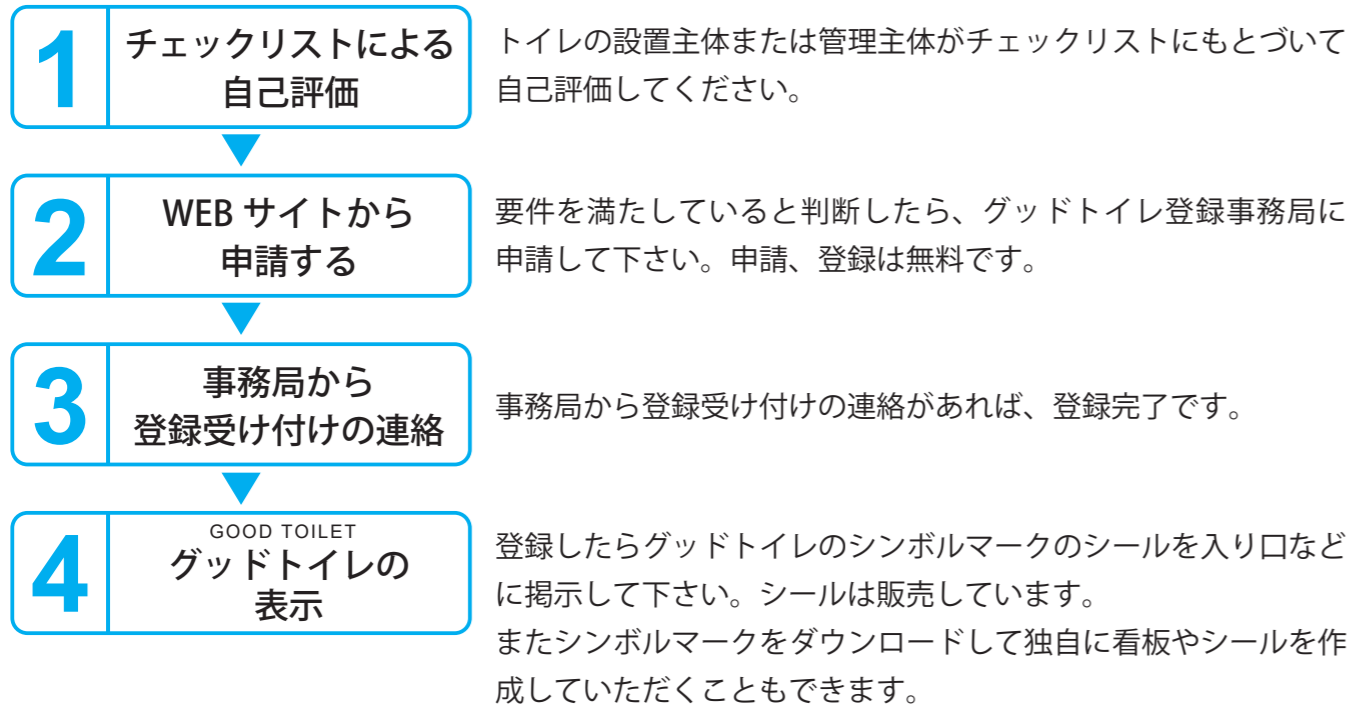 1
チェックリストによる
自己評価
トイレの設置主体または管理主体がチェックリストにもとづいて
自己評価してください。
2
WEB サイトから
申請する
要件を満たしていると判断したら、グッドトイレ登録事務局に
申請して下さい。申請、登録は無料です。
3
事務局から
登録受け付けの連絡
事務局から登録受け付けの連絡があれば、登録完了です。
4
GOOD TOILET
グッドトイレの
表示
登録したらグッドトイレのシンボルマークのシールを入り口など
に掲示して下さい。シールは販売しています。
またシンボルマークをダウンロードして独自に看板やシールを作
成していただくこともできます。